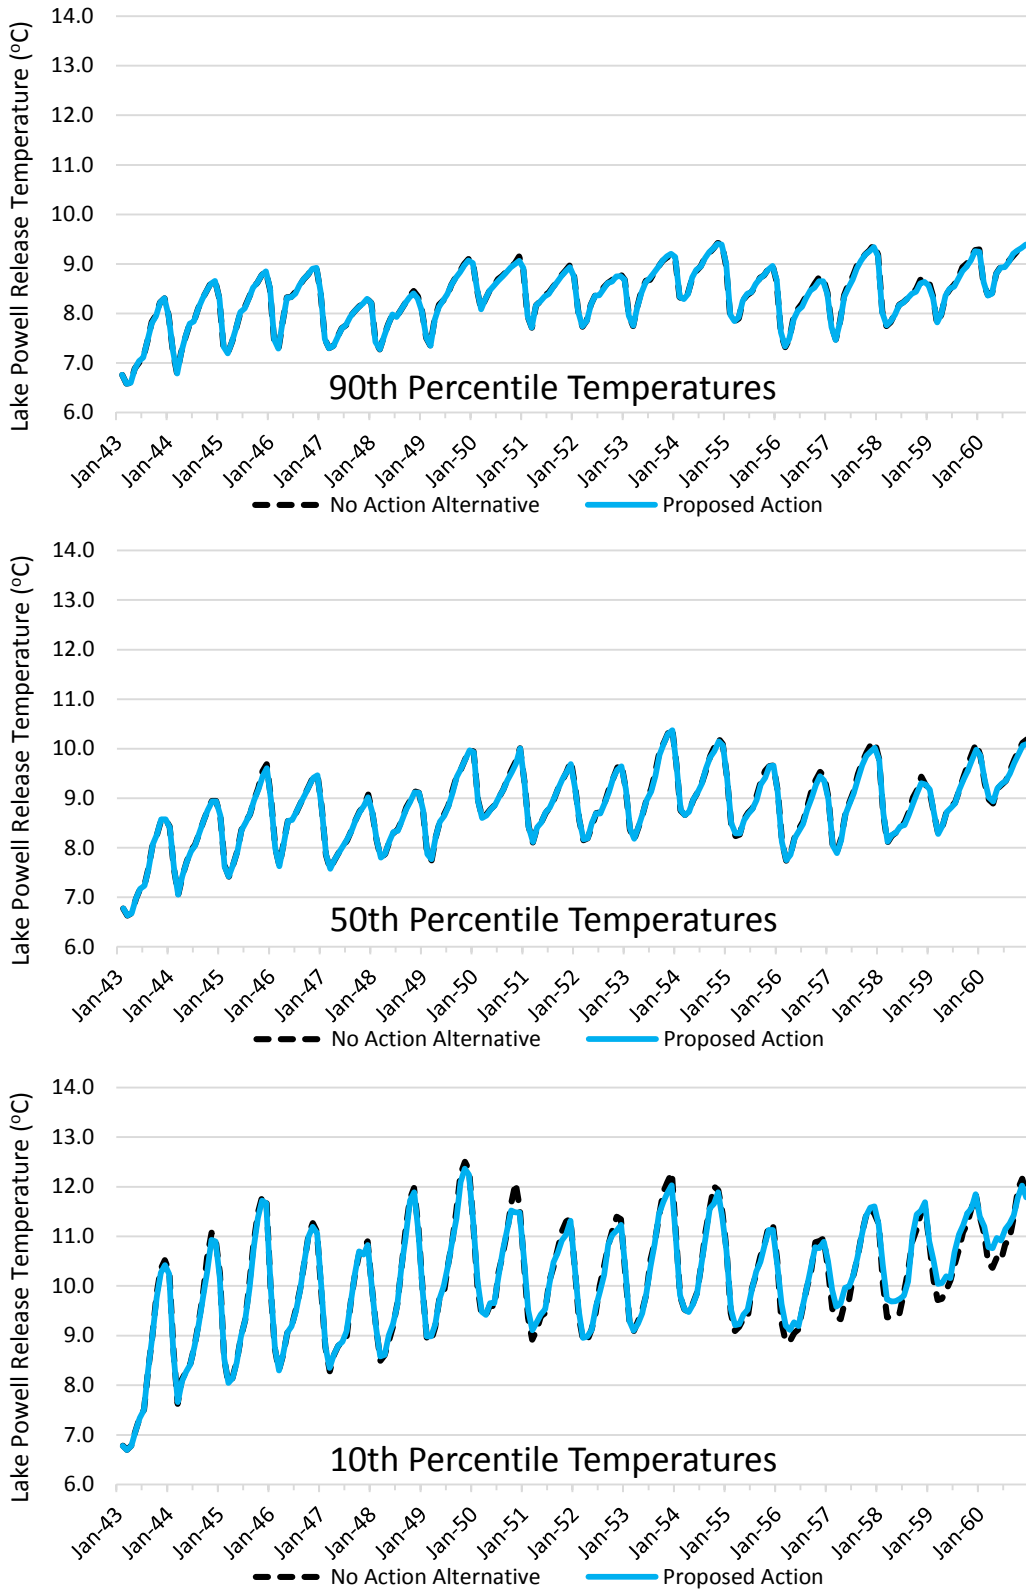 Lake Powell Release Temperature (oC)
14.0
13.0
12.0
11.0
10.0
9.0
8.0
7.0
6.0
90th Percentile Temperatures
Jan-43
Jan-44
Jan-45
Jan-46
Jan-47
Jan-48
Jan-49
Jan-50
Jan-51
Jan-52
Jan-53
Jan-54
Jan-55
Jan-56
Jan-57
Jan-58
Jan-59
Jan-60
No Action Alternative Proposed Action
Lake Powell Release Temperature (oC)
14.0
13.0
12.0
11.0
10.0
9.0
8.0
7.0
6.0
50th Percentile Temperatures
Jan-43
Jan-44
Jan-45
Jan-46
Jan-47
Jan-48
Jan-49
Jan-50
Jan-51
Jan-52
Jan-53
Jan-54
Jan-55
Jan-56
Jan-57
Jan-58
Jan-59
Jan-60
No Action Alternative Proposed Action
Lake Powell Release Temperature (oC)
14.0
13.0
12.0
11.0
10.0
9.0
8.0
7.0
6.0
10th Percentile Temperatures
Jan-43
Jan-44
Jan-45
Jan-46
Jan-47
Jan-48
Jan-49
Jan-50
Jan-51
Jan-52
Jan-53
Jan-54
Jan-55
Jan-56
Jan-57
Jan-58
Jan-59
Jan-60
No Action Alternative Proposed Action